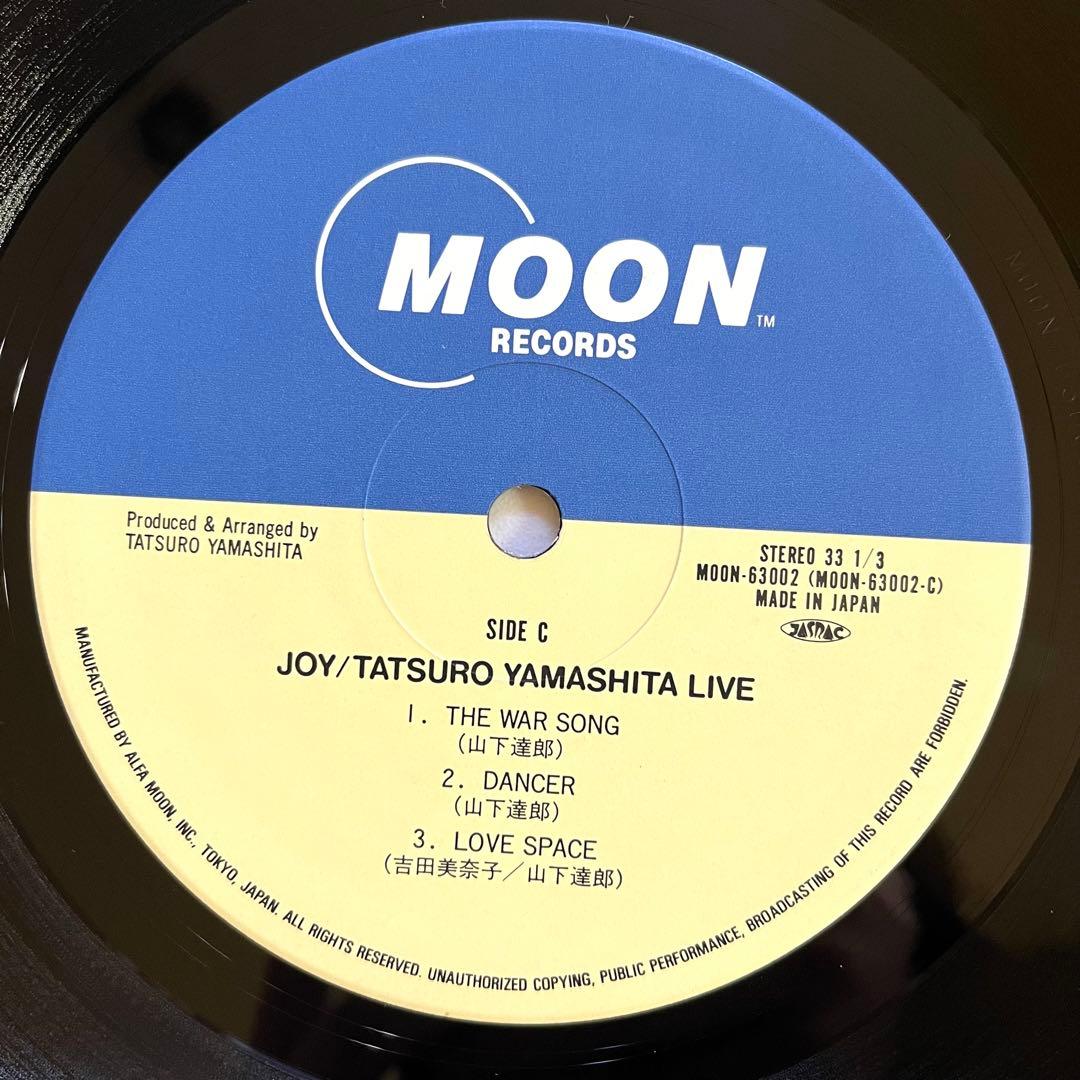 MOON™
RECORDS
Produced & Arranged by
TATSURO YAMASHITA
STEREO 33 1/3
MOON-63002 (MOON-63002-C)
MADE IN JAPAN
JASRAC
SIDE C
JOY/TATSURO YAMASHITA LIVE
1. THE WAR SONG
(山下達郎)
2. DANCER
(山下達郎)
3. LOVE SPACE
(吉田美奈子／山下達郎)
MANUFACTURED BY ALFA MOON, INC., TOKYO, JAPAN. ALL RIGHTS RESERVED. UNAUTHORIZED COPYING, PUBLIC PERFORMANCE, BROADCASTING OF THIS RECORD ARE FORBIDDEN.